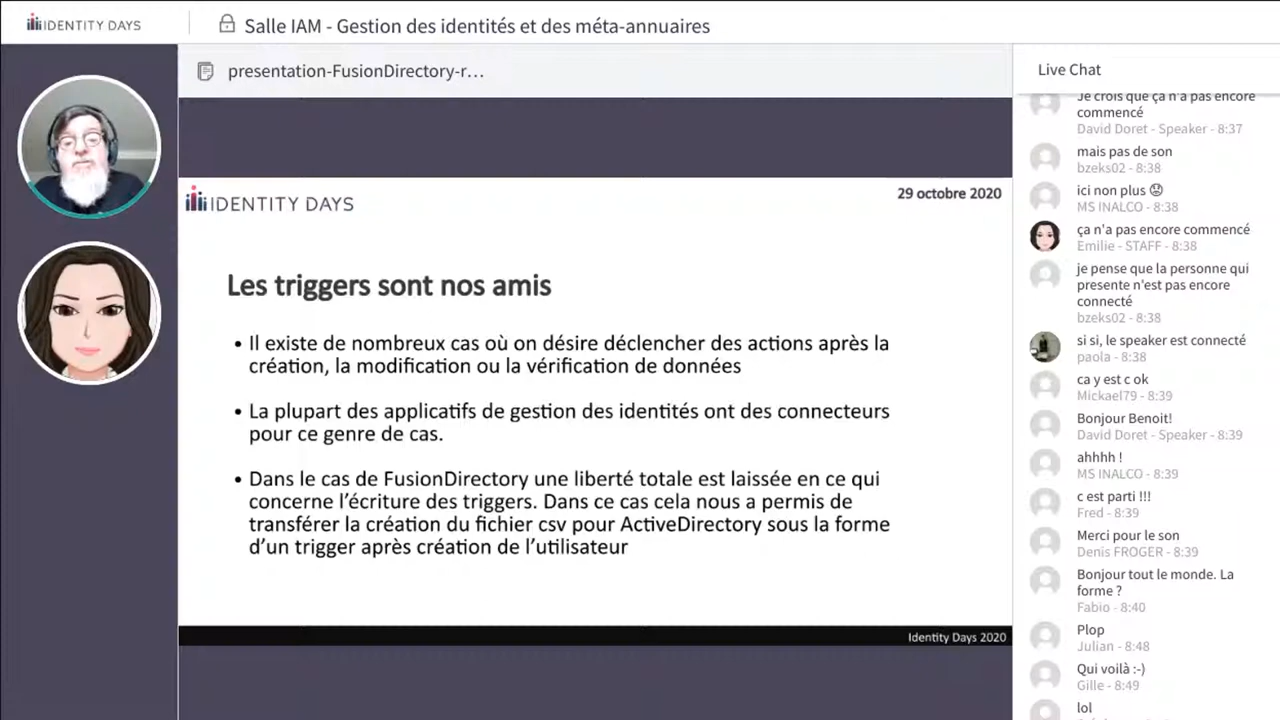 IDENTITY DAYS
Salle IAM - Gestion des identités et des méta-annuaires
presentation-FusionDirectory-r…
IDENTITY DAYS
29 octobre 2020
Les triggers sont nos amis
• Il existe de nombreux cas où on désire déclencher des actions après la
création, la modification ou la vérification de données
• La plupart des applicatifs de gestion des identités ont des connecteurs
pour ce genre de cas.
• Dans le cas de FusionDirectory une liberté totale est laissée en ce qui
concerne l'écriture des triggers. Dans ce cas cela nous a permis de
transférer la création du fichier csv pour ActiveDirectory sous la forme
d'un trigger après création de l'utilisateur
Identity Days 2020
Live Chat
Je crois que ça n'a pas encore
commencé
David Doret - Speaker - 8:37
mais pas de son
bzeks02 - 8:38
ici non plus 😟
MS INALCO - 8:38
ça n'a pas encore commencé
Emilie - STAFF - 8:38
je pense que la personne qui
presente n'est pas encore
connecté
bzeks02 - 8:38
si si, le speaker est connecté
paola - 8:38
ca y est c ok
Mickael79 - 8:39
Bonjour Benoit!
David Doret - Speaker - 8:39
ahhhh !
MS INALCO - 8:39
c est parti !!!
Fred - 8:39
Merci pour le son
Denis FROGER - 8:39
Bonjour tout le monde. La
forme ?
Fabio - 8:40
Plop
Julian - 8:48
Qui voilà :-)
Gille - 8:49
lol